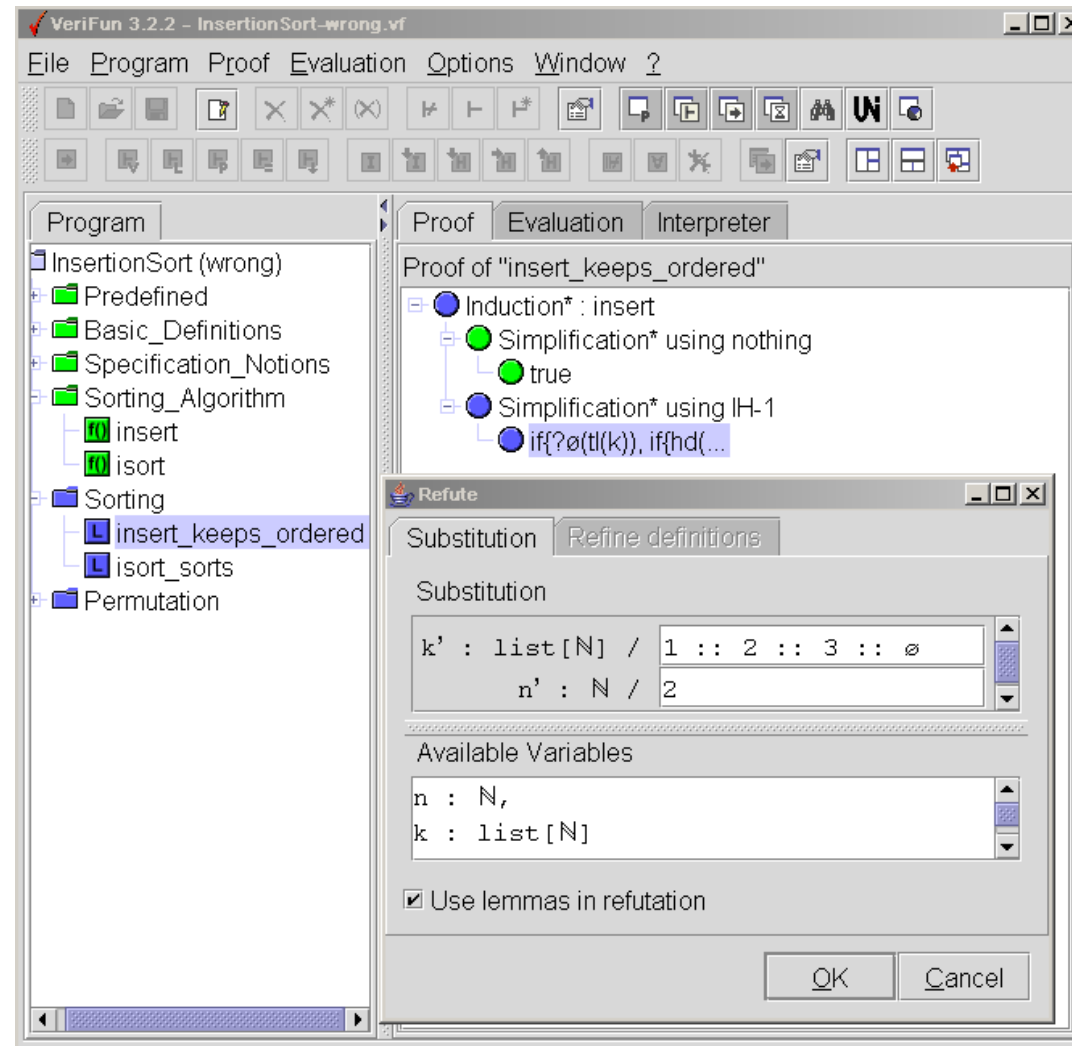 VeriFun 3.2.2 - InsertionSort-wrong.vf
File Program Proof Evaluation Options Window ?
Program
InsertionSort (wrong)
Predefined
Basic_Definitions
Specification_Notions
Sorting_Algorithm
insert
isort
Sorting
insert_keeps_ordered
isort_sorts
Permutation
Proof Evaluation Interpreter
Proof of "insert_keeps_ordered"
Induction* : insert
Simplification* using nothing
true
Simplification* using IH-1
if{?ø(tl(k)), if{hd(...
Refute
Substitution Refine definitions
Substitution
k' : list[ℕ] / 1 :: 2 :: 3 :: ø
n' : ℕ / 2
Available Variables
n : ℕ,
k : list[ℕ]
Use lemmas in refutation
OK Cancel